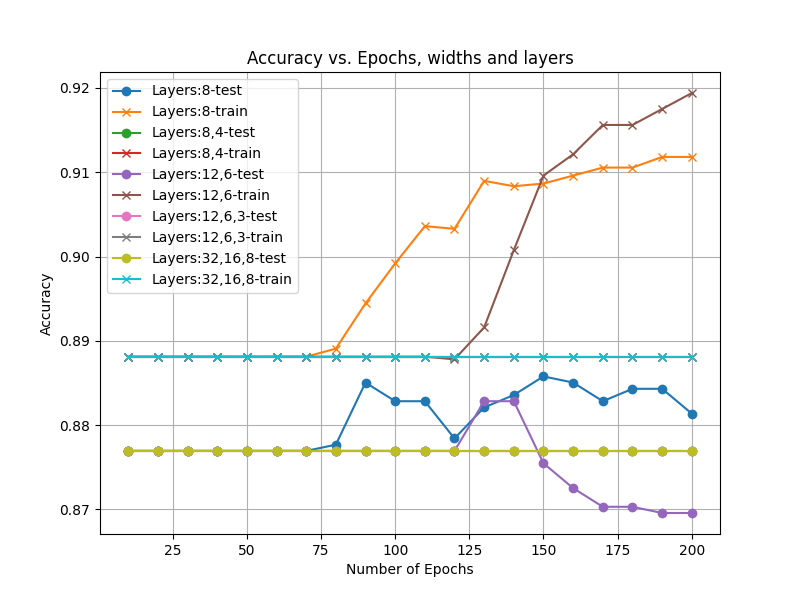 Accuracy vs. Epochs, widths and layers
0.92
0.91
0.90
0.89
0.88
0.87
Accuracy
Layers:8-test
Layers:8-train
Layers:8,4-test
Layers:8,4-train
Layers:12,6-test
Layers:12,6-train
Layers:12,6,3-test
Layers:12,6,3-train
Layers:32,16,8-test
Layers:32,16,8-train
25 50 75 100 125 150 175 200
Number of Epochs